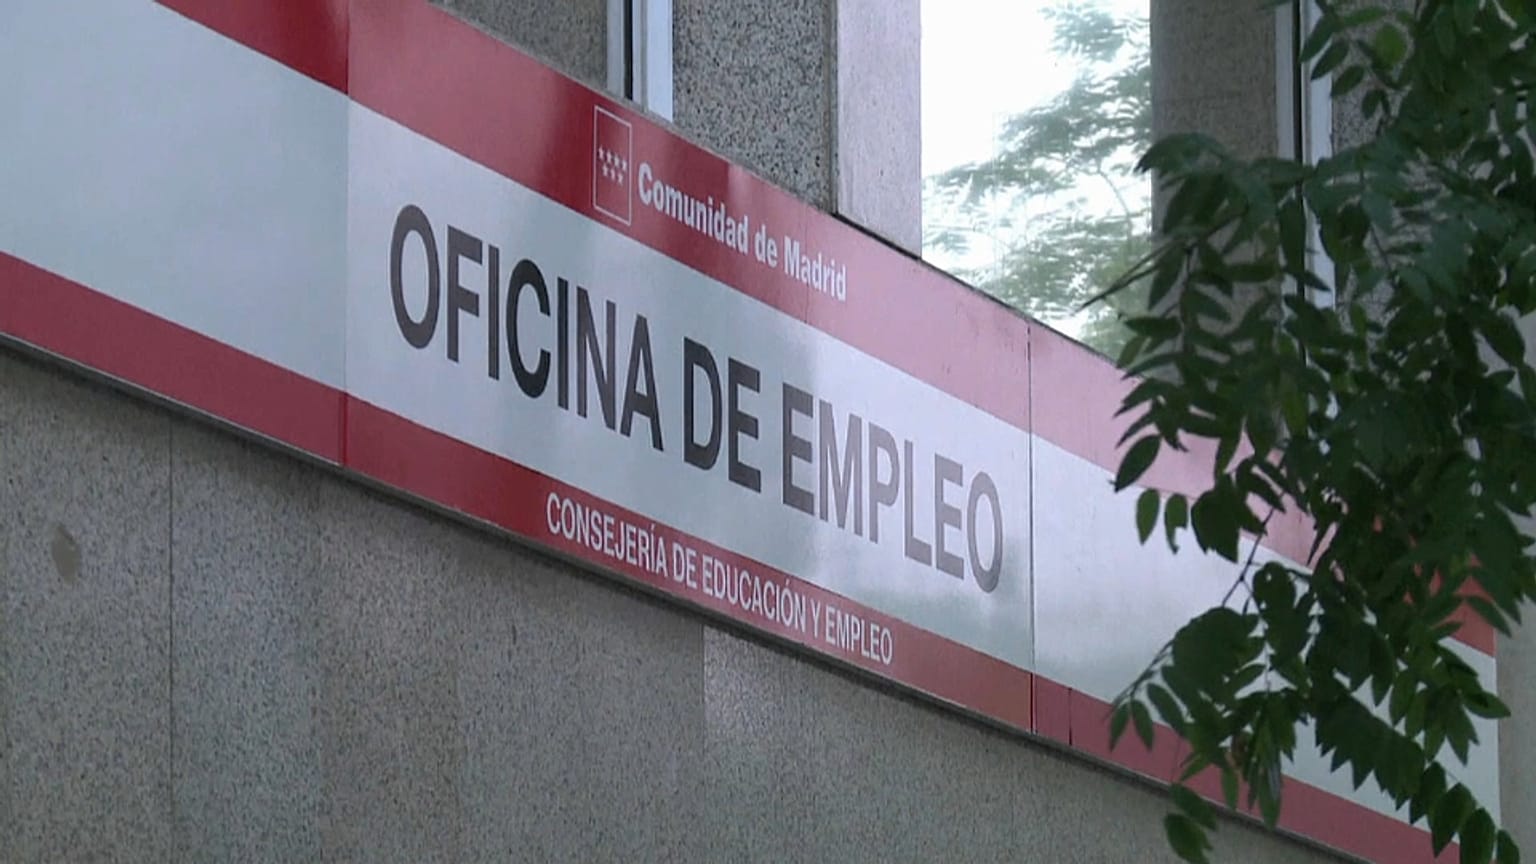 Comunidad de Madrid
OFICINA DE EMPLEO
CONSEJERÍA DE EDUCACIÓN Y EMPLEO